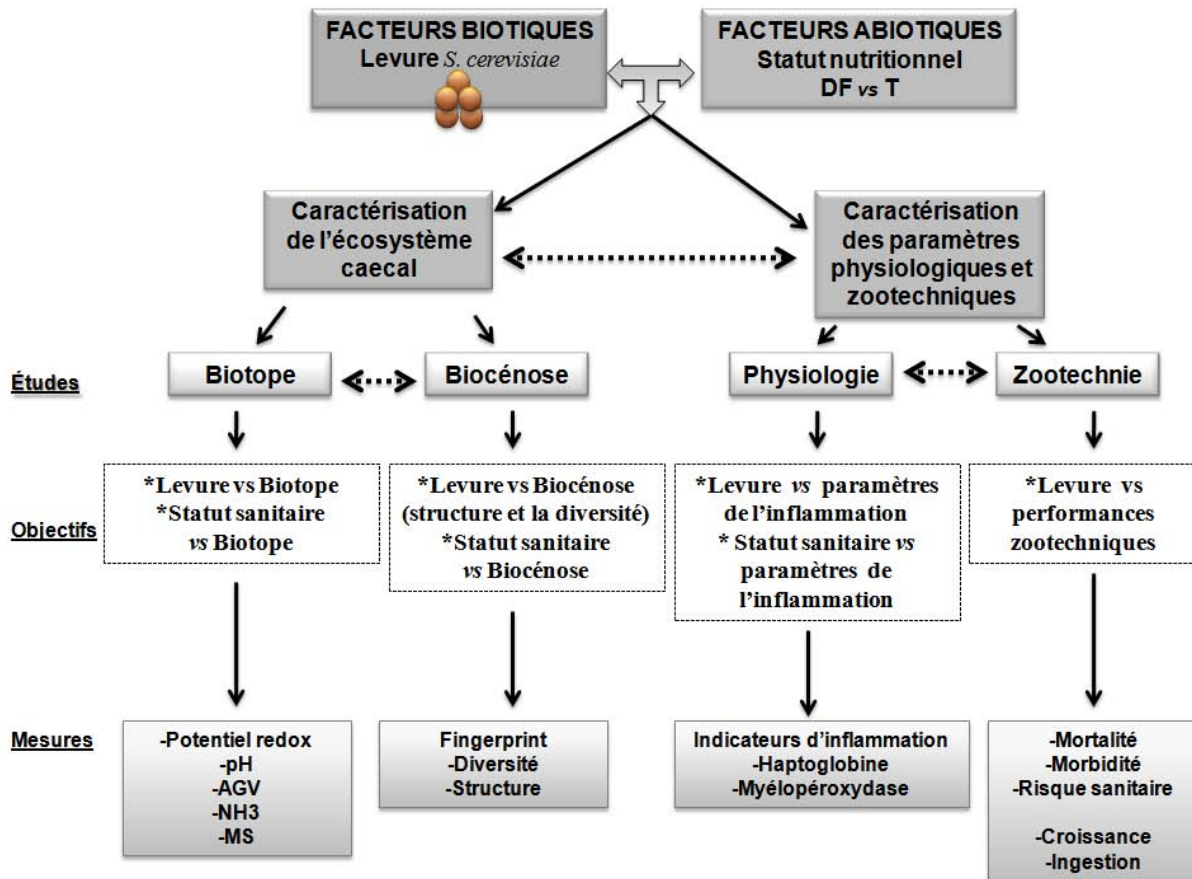 FACTEURS BIOTIQUES
Levure S. cerevisiae
FACTEURS ABIOTIQUES
Statut nutritionnel
DF vs T
Caractérisation
de l'écosystème
caecal
Caractérisation
des paramètres
physiologiques et
zootechniques
Études
Biotope
Biocénose
Physiologie
Zootechnie
Objectifs
*Levure vs Biotope
*Statut sanitaire
vs Biotope
*Levure vs Biocénose
(structure et la diversité)
*Statut sanitaire
vs Biocénose
*Levure vs paramètres
de l'inflammation
* Statut sanitaire vs
paramètres de
l'inflammation
*Levure vs
performances
zootechniques
Mesures
-Potentiel redox
-pH
-AGV
-NH3
-MS
Fingerprint
-Diversité
-Structure
Indicateurs d'inflammation
-Haptoglobine
-Myélopéroxydase
-Mortalité
-Morbidité
-Risque sanitaire
-Croissance
-Ingestion